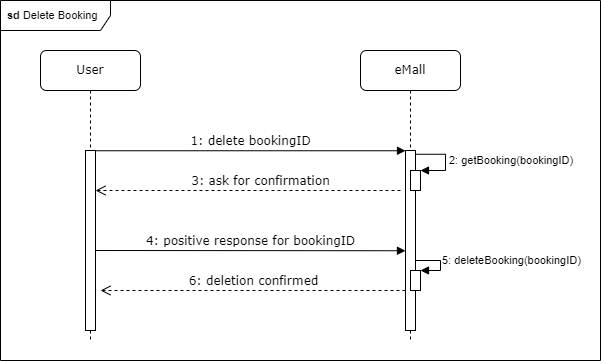 sd Delete Booking
User
eMall
1: delete bookingID
2: getBooking(bookingID)
3: ask for confirmation
4: positive response for bookingID
5: deleteBooking(bookingID)
6: deletion confirmed